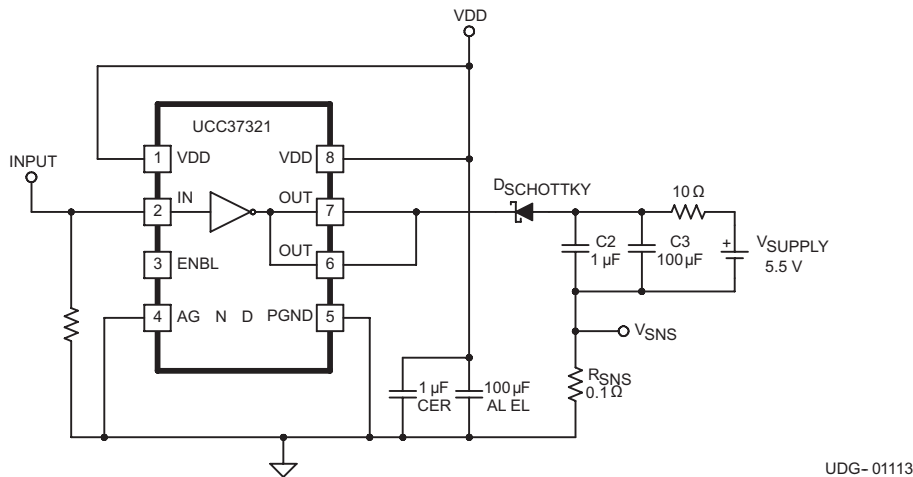 VDD
UCC37321
INPUT
1 VDD VDD 8
2 IN OUT 7
3 ENBL OUT 6
4 AG N D PGND 5
DSCHOTTKY
10 Ω
C2
1 µF
C3
100 µF
+
VSUPPLY
5.5 V
VSNS
RSNS
0.1 Ω
1 µF
CER
100 µF
AL EL
UDG- 01113